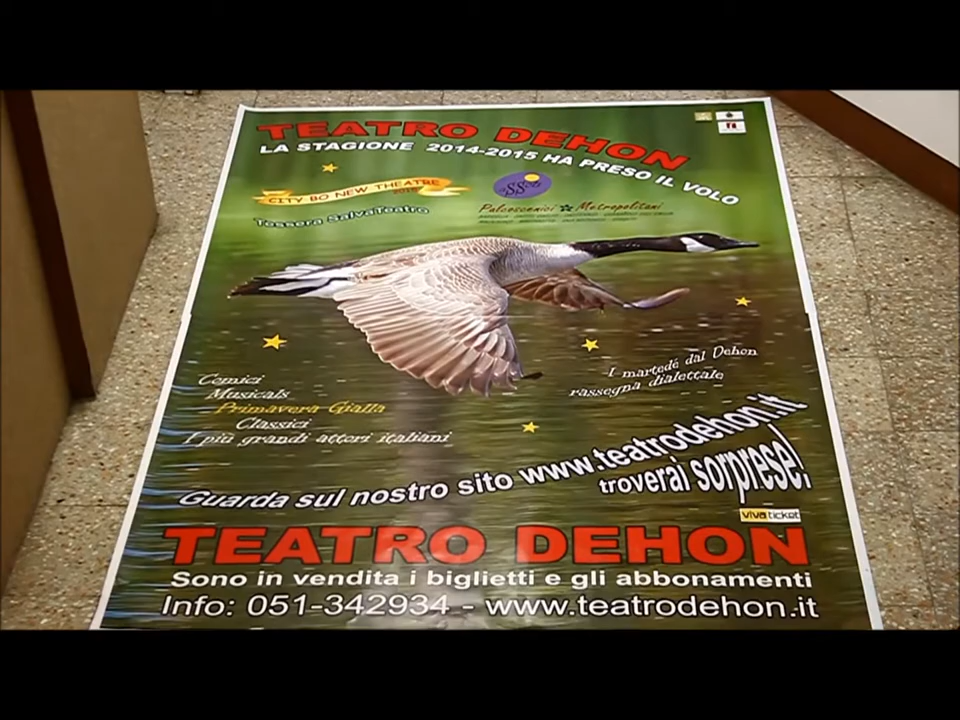 TEATRO DEHON
LA STAGIONE 2014-2015 HA PRESO IL VOLO
CITY BO NEW THEATRE
Tessera SalvaTeatro
Palcoscenici Metropolitani
Comici
Musicals
Primavera Gialla
Classici
I più grandi attori italiani
I martedé dal Dehon
rassegna dialettale
Guarda sul nostro sito www.teatrodehon.it
troverai sorprese!
vivaticket
TEATRO DEHON
Sono in vendita i biglietti e gli abbonamenti
Info: 051-342934 - www.teatrodehon.it